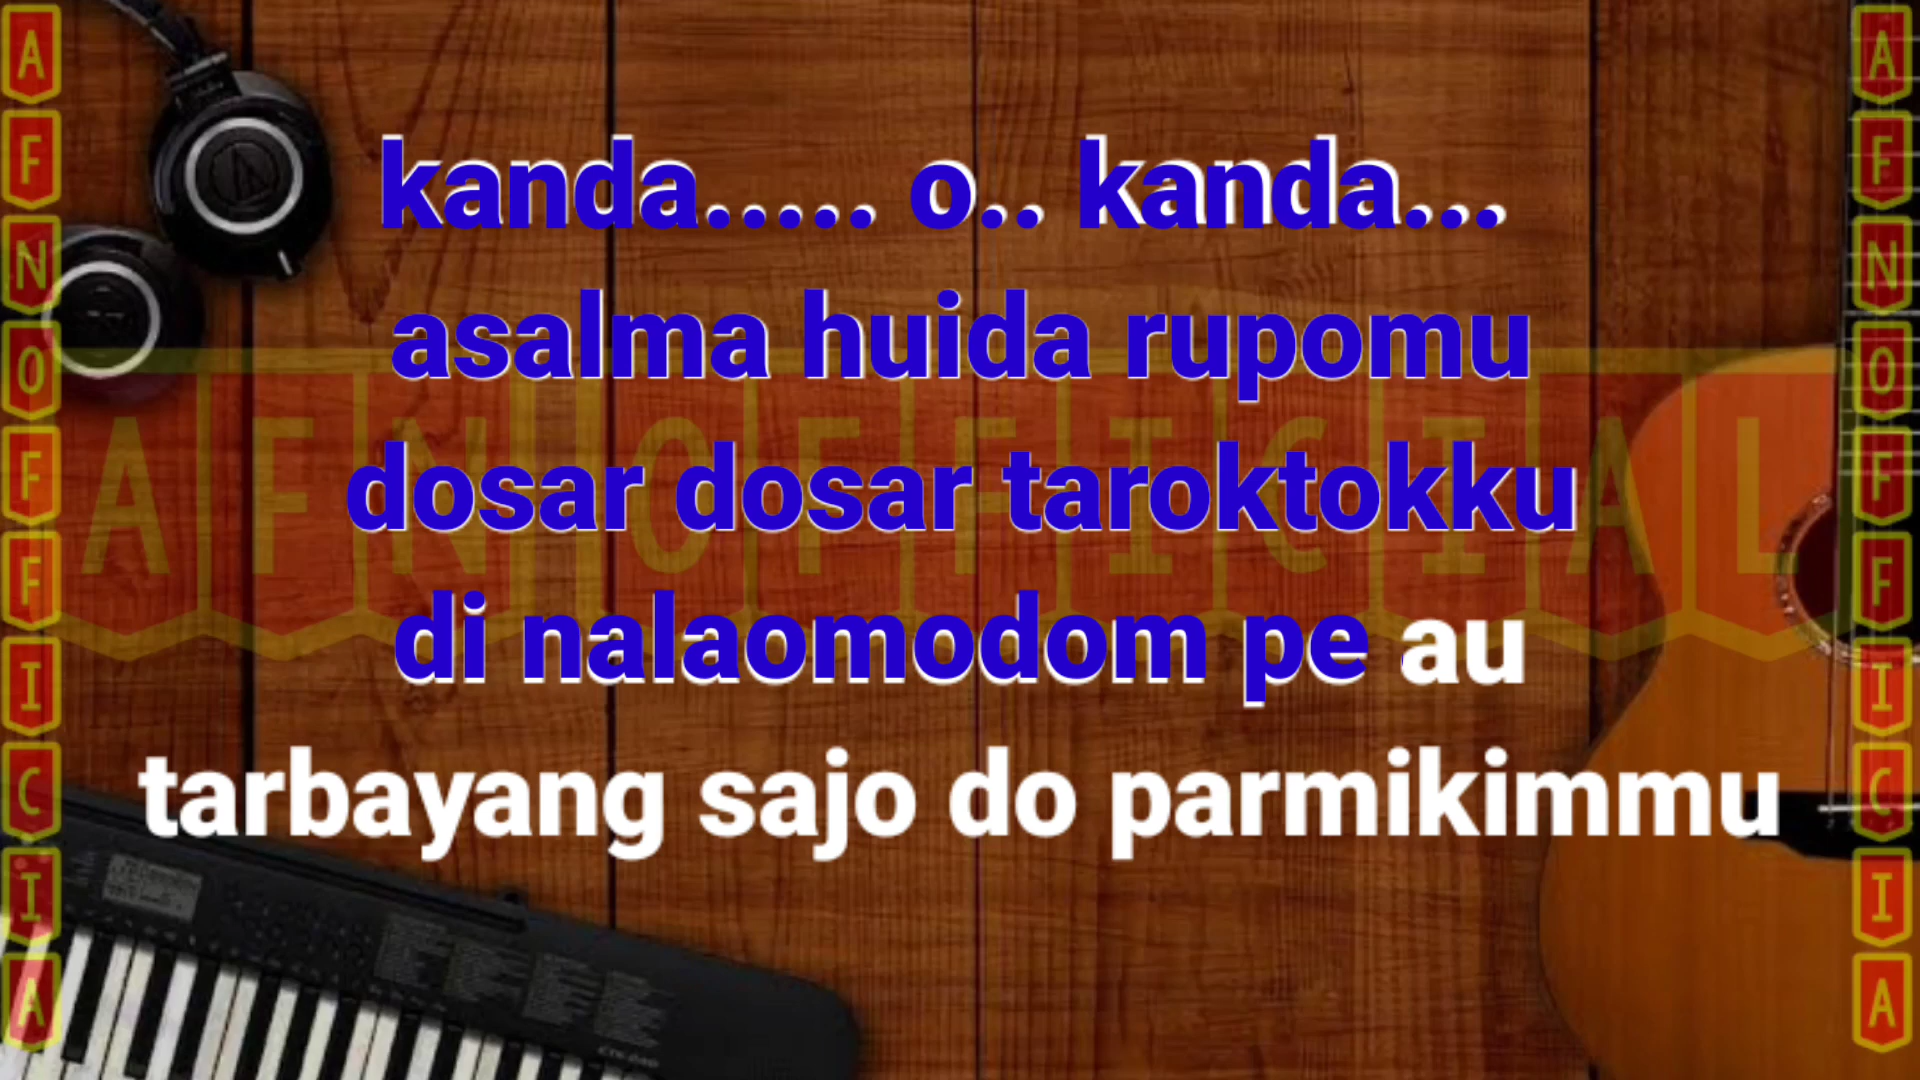 kanda..... o.. kanda...
asalma huida rupomu
dosar dosar taroktokku
di nalaomodom pe au
tarbayang sajo do parmikimmu
AFNOFFICIAL
AFNOFFICIA
AFNOFFICIA